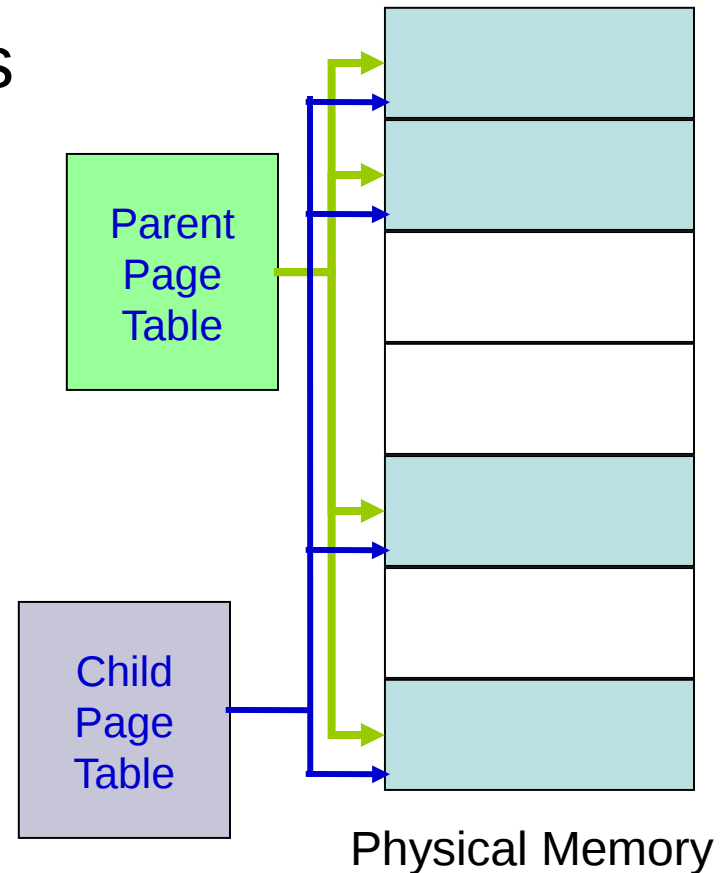 s
Parent
Page
Table
Child
Page
Table
Physical Memory